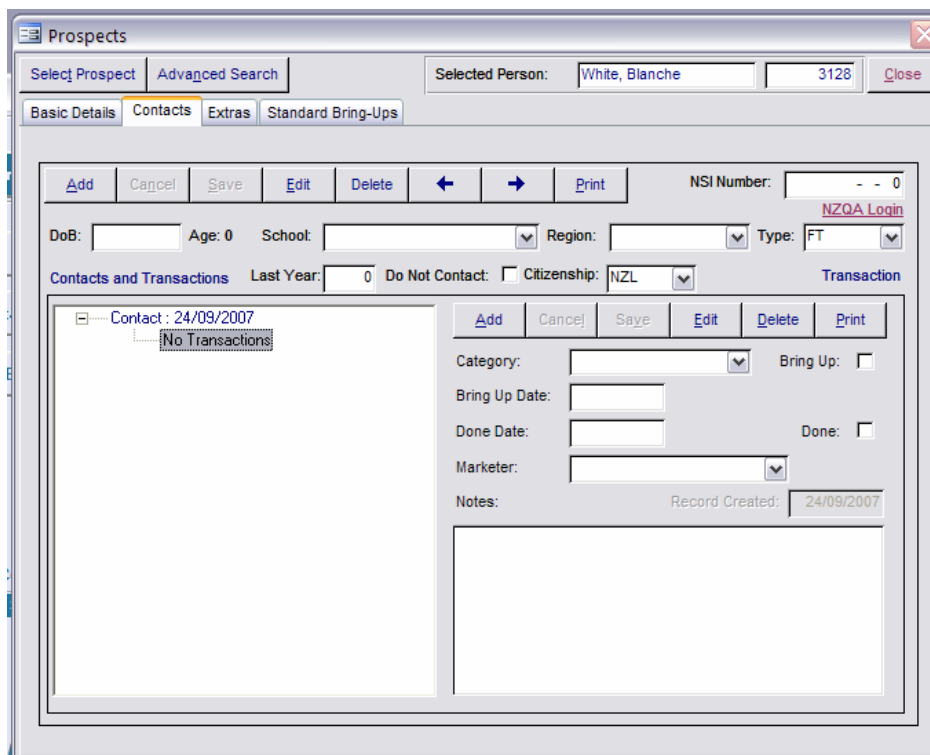 Prospects
Select Prospect Advanced Search Selected Person: White, Blanche 3128 Close
Basic Details Contacts Extras Standard Bring-Ups
Add Cancel Save Edit Delete Print NSI Number: - - 0
NZQA Login
DoB: Age: 0 School: Region: Type: FT
Contacts and Transactions Last Year: 0 Do Not Contact: Citizenship: NZL Transaction
Contact : 24/09/2007
No Transactions
Add Cancel Save Edit Delete Print
Category: Bring Up:
Bring Up Date:
Done Date: Done:
Marketer:
Notes: Record Created: 24/09/2007